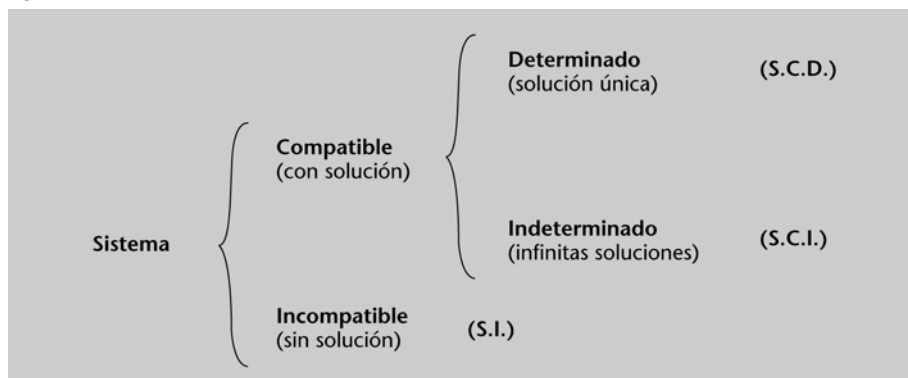 Determinado (S.C.D.)
(solución única)
Compatible
(con solución)
Indeterminado (S.C.I.)
(infinitas soluciones)
Sistema
Incompatible (S.I.)
(sin solución)